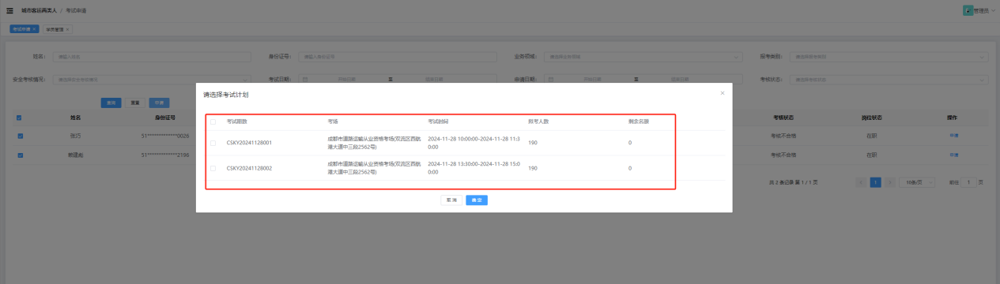 城市客运两类人 / 考试申请
管理员
考试申请 × 学员管理 ×
姓名： 请输入姓名 身份证号： 请输入身份证号 业务领域： 请选择业务领域 报考类别： 请选择报考类别
安全考核情况： 请选择安全考核情况 考试日期： 开始日期 至 结束日期 申请日期： 开始日期 至 结束日期 考核状态： 请选择考核状态
查询 重置 申请
姓名 身份证号 考核状态 岗位状态 操作
51*************0026 考核不合格 在职 申请
51*************2196 考核不合格 在职 申请
共 2 条记录 第 1 / 1 页 1 10条/页 前往 1 页
请选择考试计划 ×
考试期数 考场 考试时间 报考人数 剩余名额
CSKY20241128001 成都市道路运输从业资格考场(双流区西航港大道中三段2562号) 2024-11-28 10:00:00-2024-11-28 11:30:00 190 0
CSKY20241128002 成都市道路运输从业资格考场(双流区西航港大道中三段2562号) 2024-11-28 13:30:00-2024-11-28 15:00:00 190 0
取消 确定